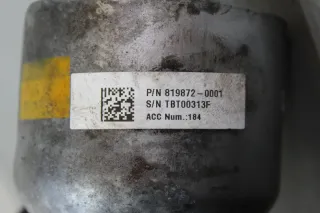 P/N 819872-0001
S/N TBT00313F
ACC Num.:184